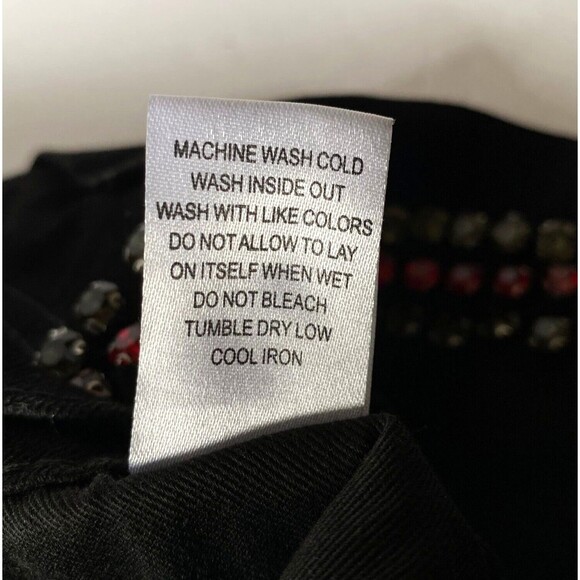 MACHINE WASH COLD
WASH INSIDE OUT
WASH WITH LIKE COLORS
DO NOT ALLOW TO LAY
ON ITSELF WHEN WET
DO NOT BLEACH
TUMBLE DRY LOW
COOL IRON